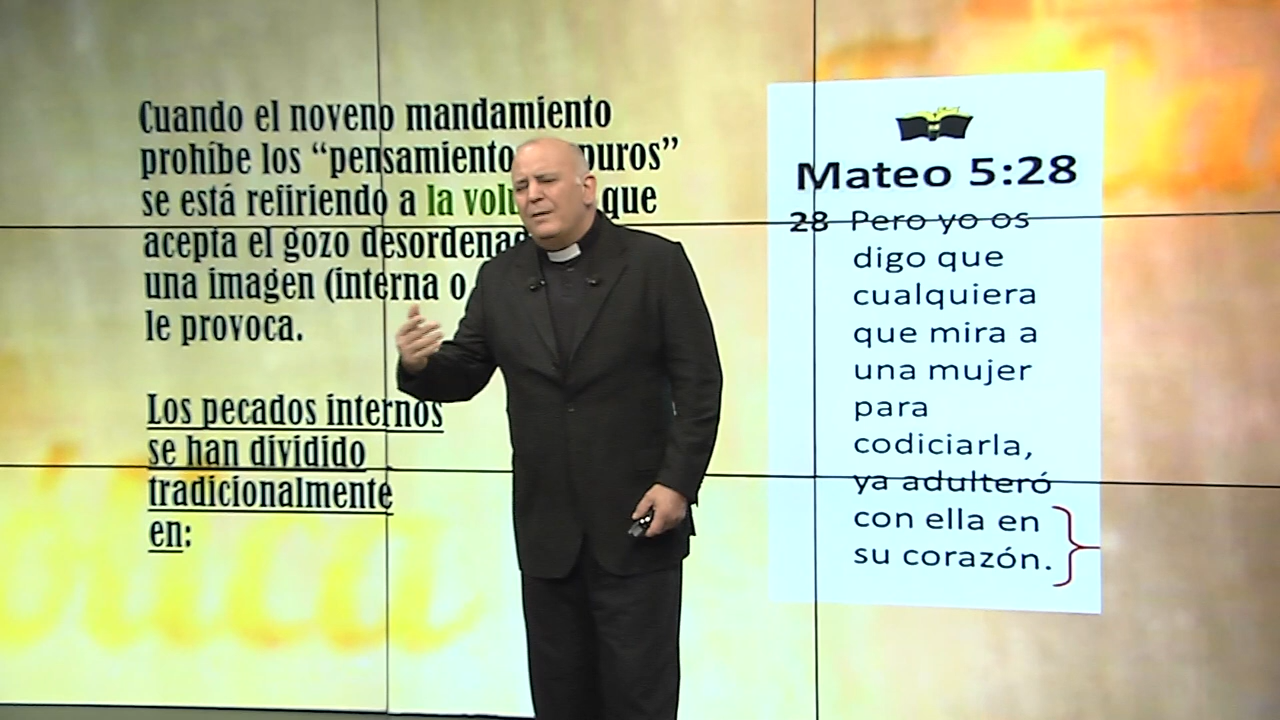 Cuando el noveno mandamiento
prohíbe los “pensamiento puros”
se está refiriendo a la volu que
acepta el gozo desordena
una imagen (interna o
le provoca.
Los pecados internos
se han dividido
tradicionalmente
en:
Mateo 5:28
28 Pero yo os
digo que
cualquiera
que mira a
una mujer
para
codiciarla,
ya adulteró
con ella en
su corazón.